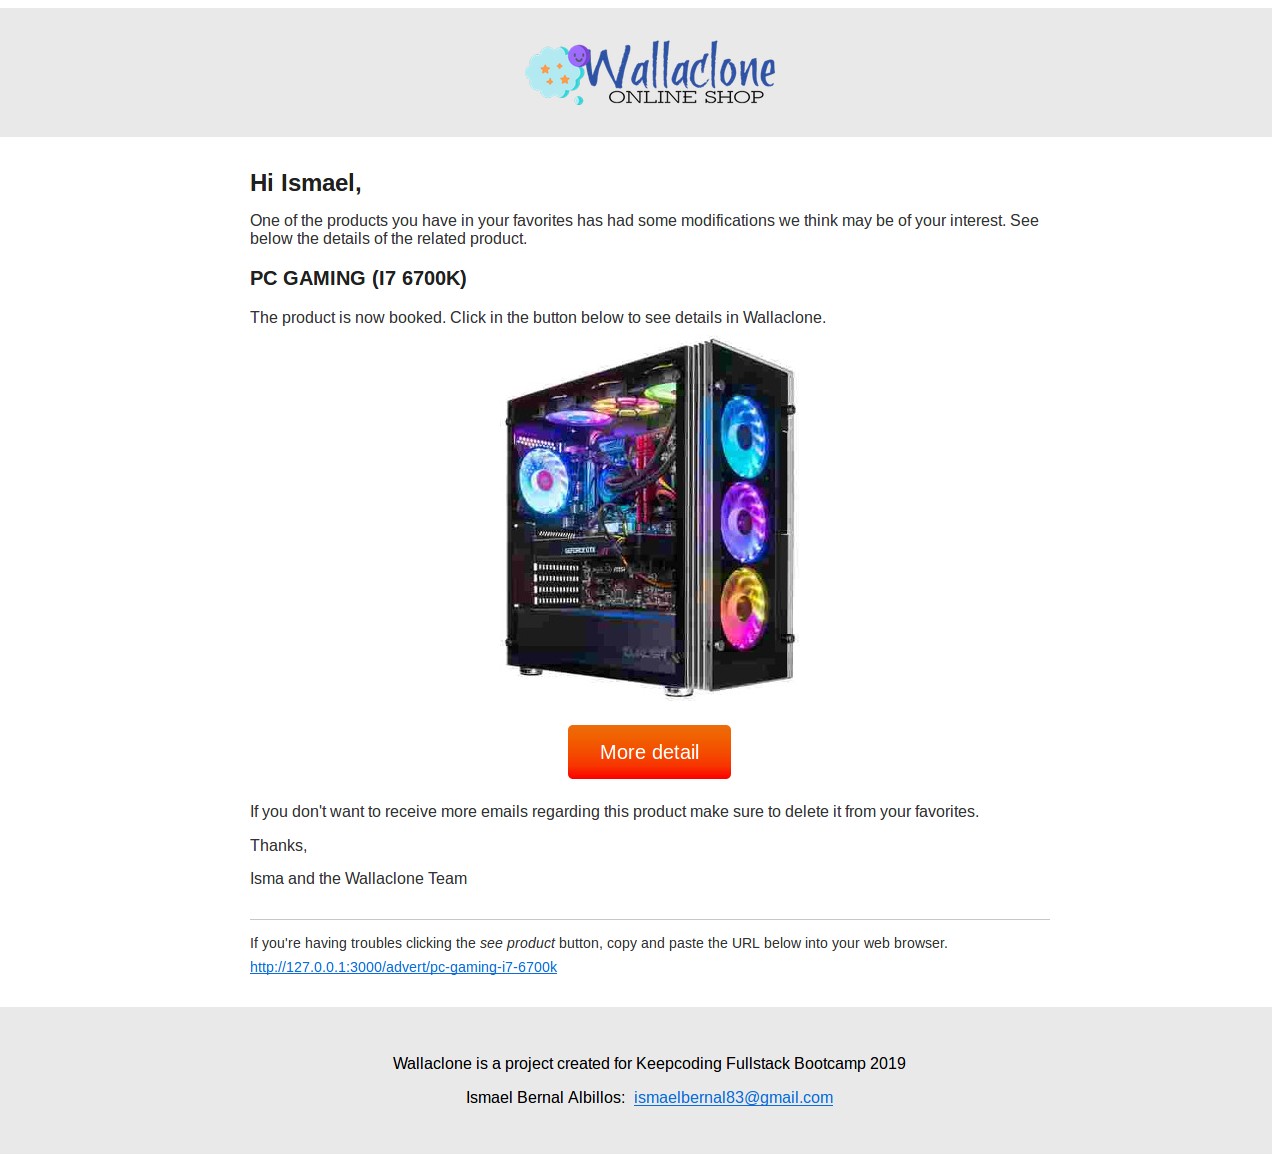 Wallaclone
ONLINE SHOP
Hi Ismael,
One of the products you have in your favorites has had some modifications we think may be of your interest. See
below the details of the related product.
PC GAMING (I7 6700K)
The product is now booked. Click in the button below to see details in Wallaclone.
GEFORCE GTX
More detail
If you don't want to receive more emails regarding this product make sure to delete it from your favorites.
Thanks,
Isma and the Wallaclone Team
If you're having troubles clicking the see product button, copy and paste the URL below into your web browser.
http://127.0.0.1:3000/advert/pc-gaming-i7-6700k
Wallaclone is a project created for Keepcoding Fullstack Bootcamp 2019
Ismael Bernal Albillos: ismaelbernal83@gmail.com